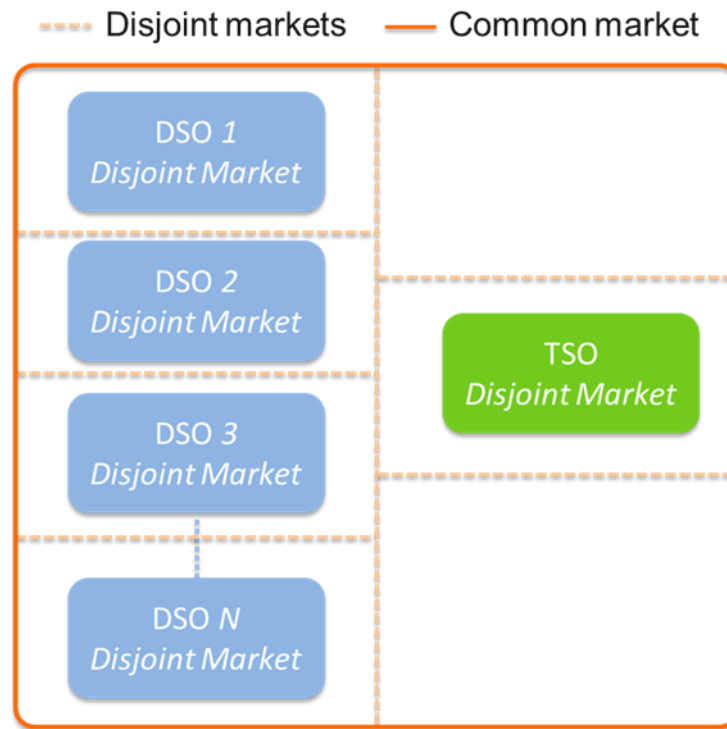 Disjoint markets Common market
DSO 1
Disjoint Market
DSO 2
Disjoint Market
DSO 3
Disjoint Market
DSO N
Disjoint Market
TSO
Disjoint Market